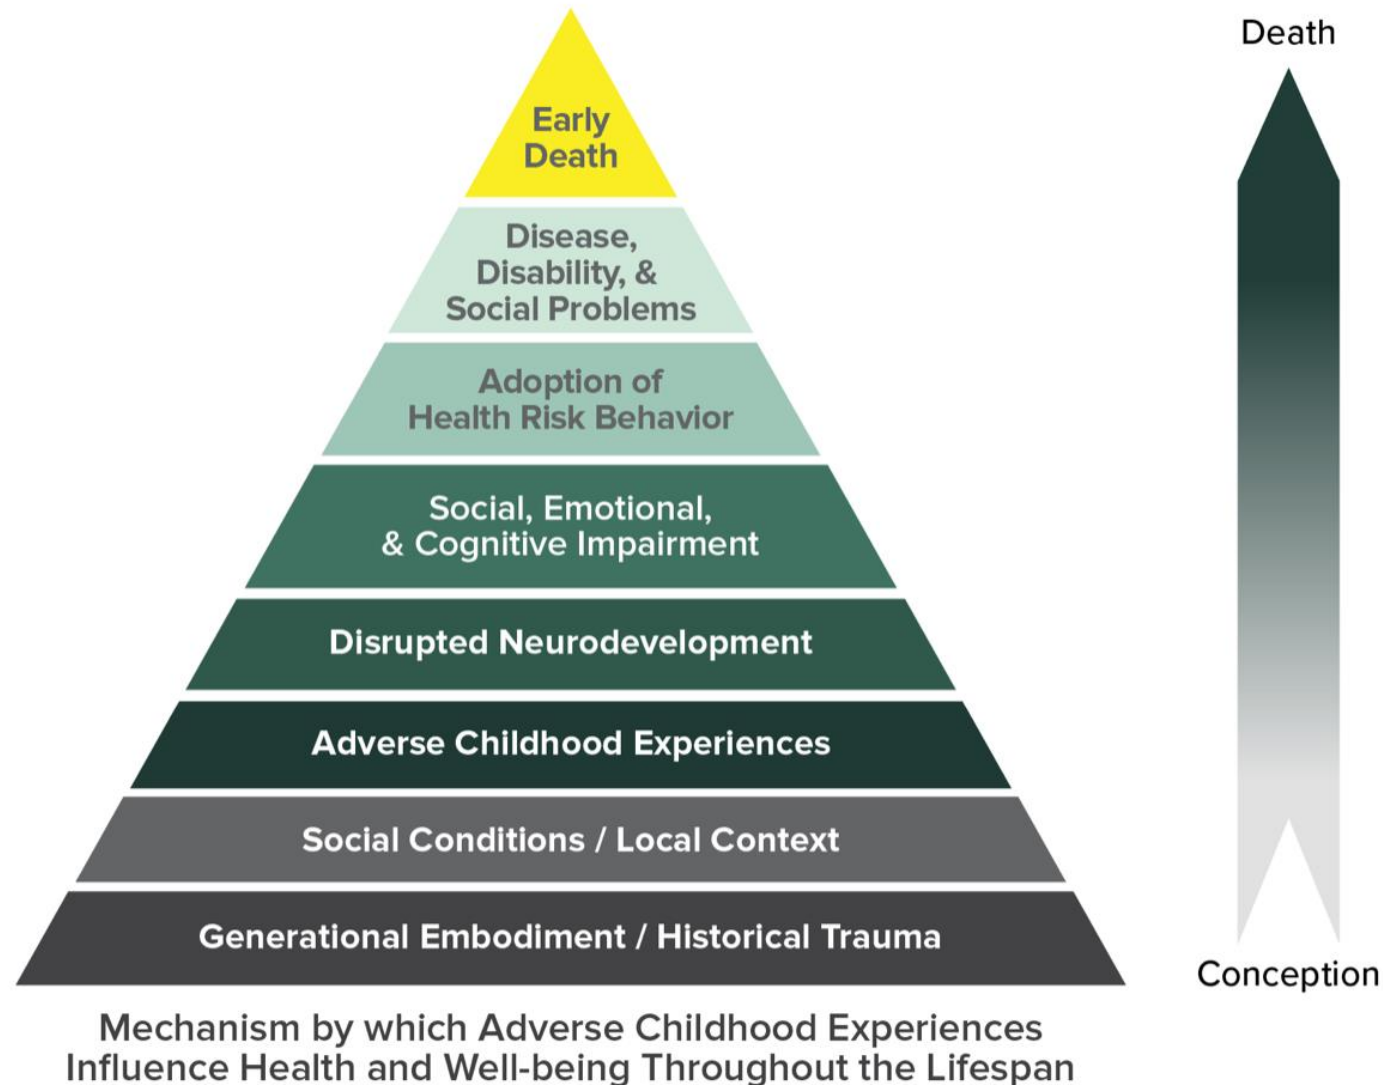 Death
Early
Death
Disease,
Disability, &
Social Problems
Adoption of
Health Risk Behavior
Social, Emotional,
& Cognitive Impairment
Disrupted Neurodevelopment
Adverse Childhood Experiences
Social Conditions / Local Context
Generational Embodiment / Historical Trauma
Conception
Mechanism by which Adverse Childhood Experiences
Influence Health and Well-being Throughout the Lifespan